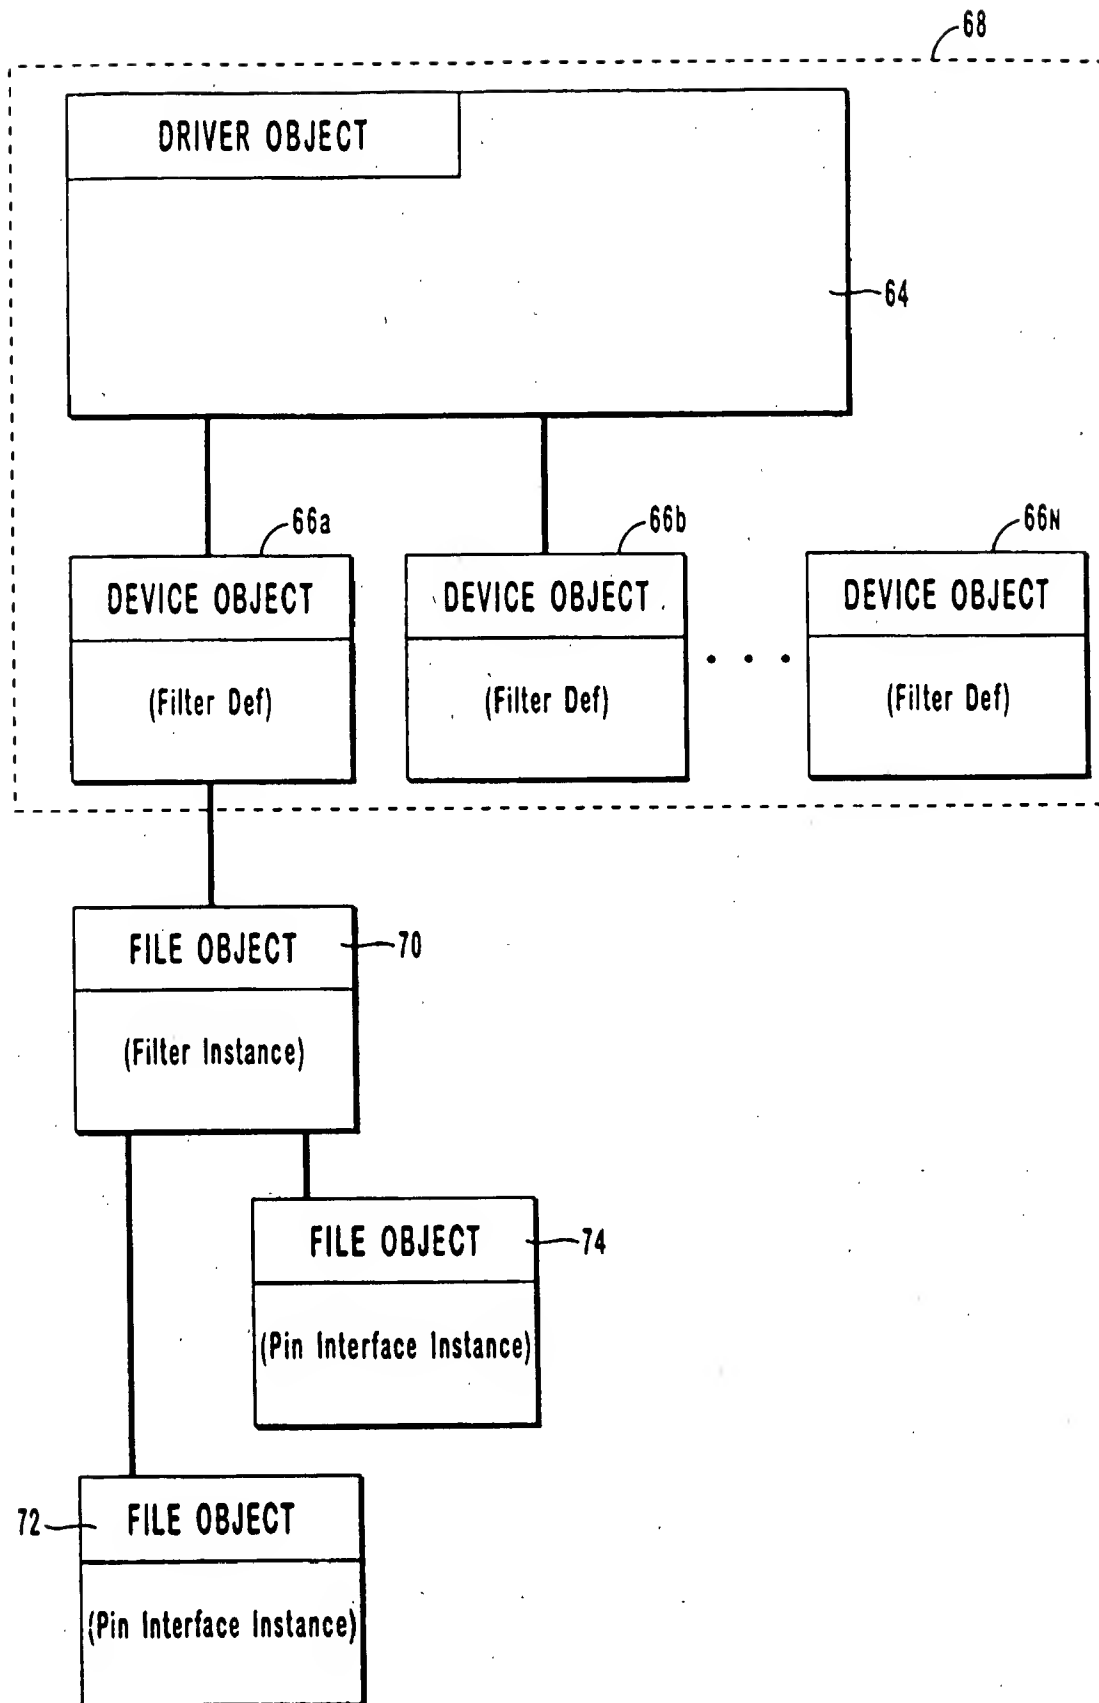 68
DRIVER OBJECT
64
66a
66b
66N
DEVICE OBJECT
DEVICE OBJECT
DEVICE OBJECT
(Filter Def)
(Filter Def)
• • •
(Filter Def)
FILE OBJECT
70
(Filter Instance)
FILE OBJECT
74
(Pin Interface Instance)
72
FILE OBJECT
(Pin Interface Instance)